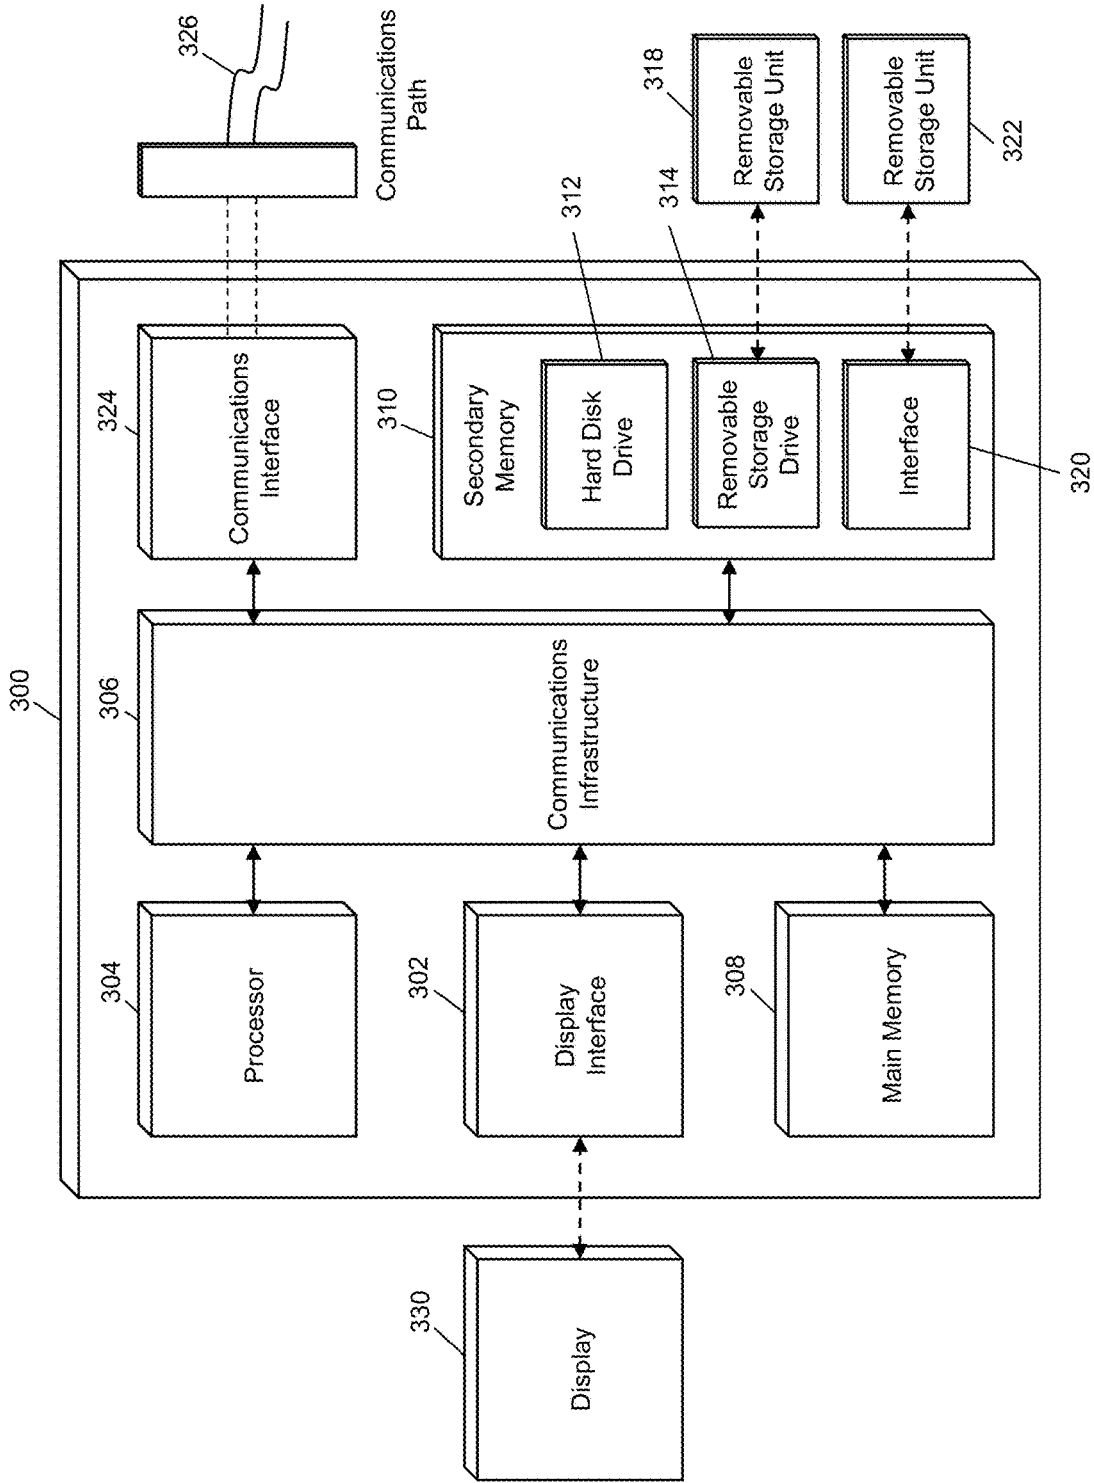 300
304
Processor
306
324
Communications
Interface
326
Communications
Path
330
Display
302
Display
Interface
Communications
Infrastructure
310
Secondary
Memory
312
Hard Disk
Drive
308
Main Memory
314
Removable
Storage
Drive
318
Removable
Storage Unit
Interface
320
Removable
Storage Unit
322